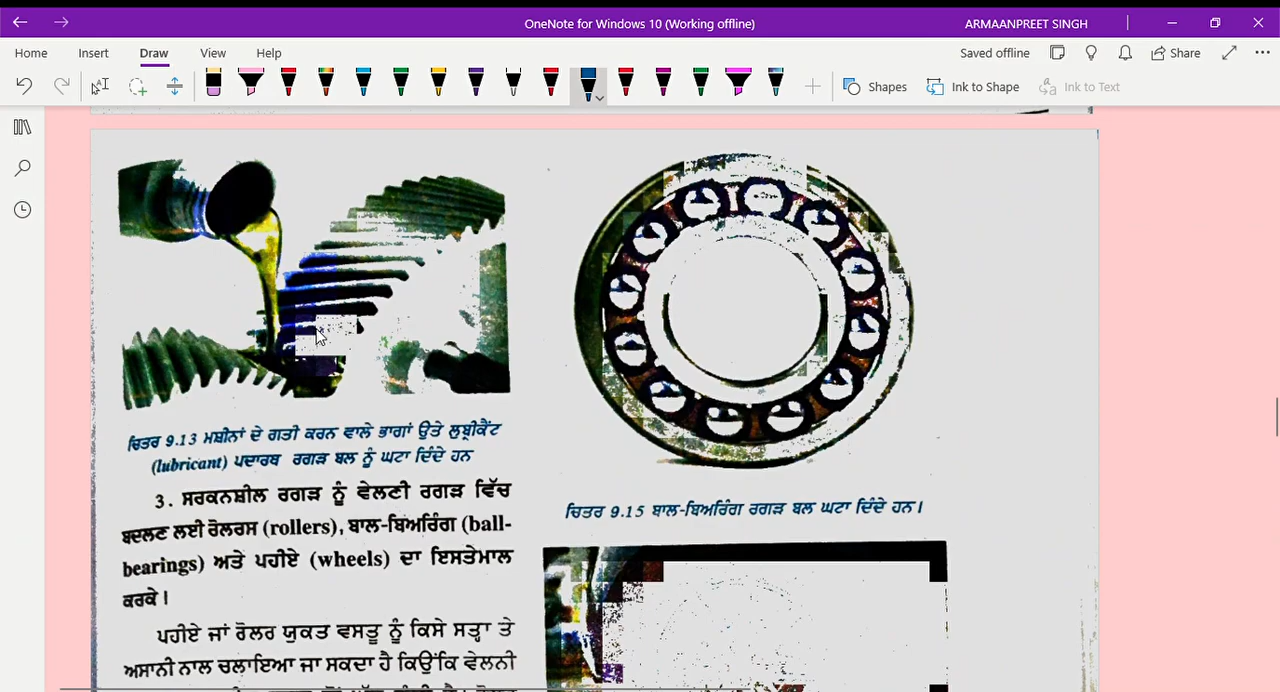 OneNote for Windows 10 (Working offline)
ARMAANPREET SINGH
Home Insert Draw View Help
Saved offline Share
Shapes Ink to Shape Ink to Text
ਚਿਤਰ 9.13 ਮਸ਼ੀਨਾਂ ਦੇ ਗਤੀ ਕਰਨ ਵਾਲੇ ਭਾਗਾਂ ਉਤੇ ਲੁਬ੍ਰੀਕੈਂਟ
(lubricant) ਪਦਾਰਥ ਰਗੜ ਬਲ ਨੂੰ ਘਟਾ ਦਿੰਦੇ ਹਨ
3. ਸਰਕਨਸ਼ੀਲ ਰਗੜ ਨੂੰ ਵੇਲਣੀ ਰਗੜ ਵਿੱਚ
ਬਦਲਣ ਲਈ ਰੋਲਰਸ (rollers), ਬਾਲ-ਬਿਅਰਿੰਗ (ball-
bearings) ਅਤੇ ਪਹੀਏ (wheels) ਦਾ ਇਸਤੇਮਾਲ
ਕਰਕੇ।
ਪਹੀਏ ਜਾਂ ਰੋਲਰ ਯੁਕਤ ਵਸਤੂ ਨੂੰ ਕਿਸੇ ਸਤ੍ਹਾ ਤੇ
ਅਸਾਨੀ ਨਾਲ ਚਲਾਇਆ ਜਾ ਸਕਦਾ ਹੈ ਕਿਉਂਕਿ ਵੇਲਨੀ
ਚਿਤਰ 9.15 ਬਾਲ-ਬਿਅਰਿੰਗ ਰਗੜ ਬਲ ਘਟਾ ਦਿੰਦੇ ਹਨ।